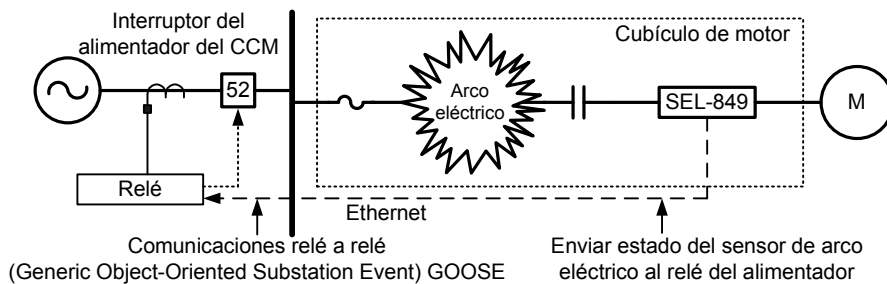 Interruptor del
alimentador del CCM
Cubículo de motor
52
Arco
eléctrico
SEL-849
M
Relé
Ethernet
Comunicaciones relé a relé
(Generic Object-Oriented Substation Event) GOOSE
Enviar estado del sensor de arco
eléctrico al relé del alimentador